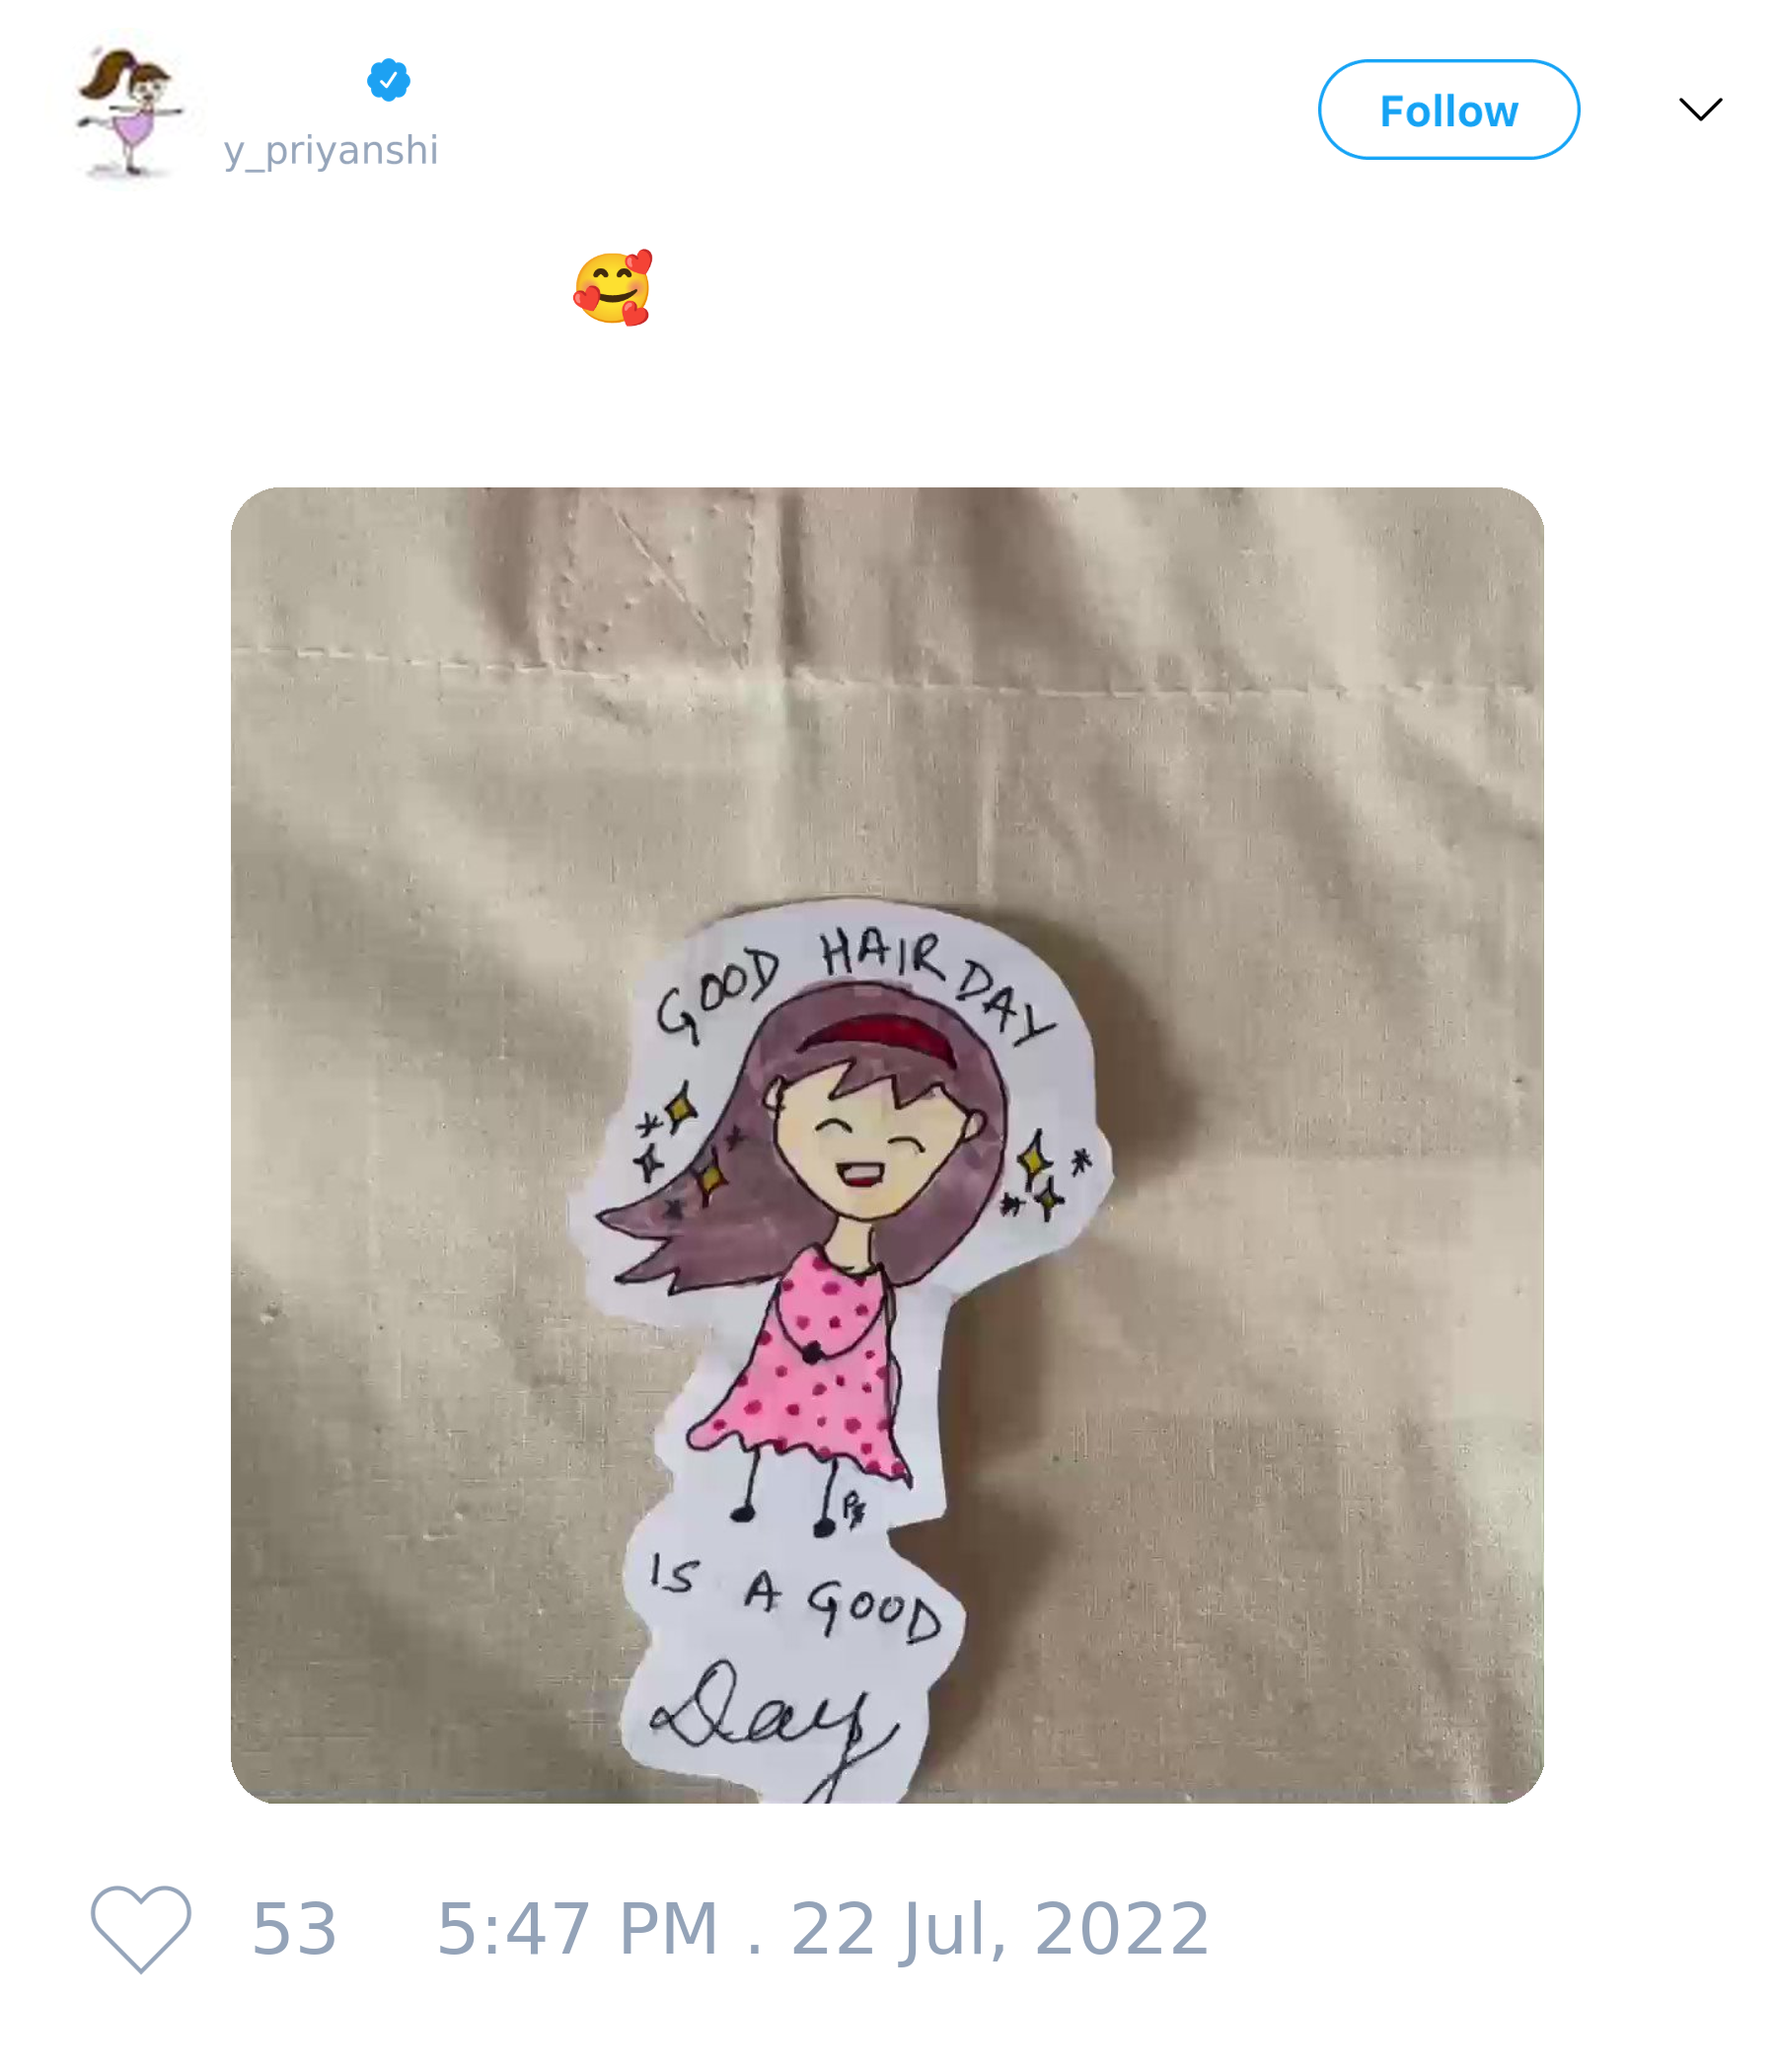 y_priyanshi
Follow
🥰
GOOD HAIR DAY
IS A GOOD
Day
53 5:47 PM . 22 Jul, 2022